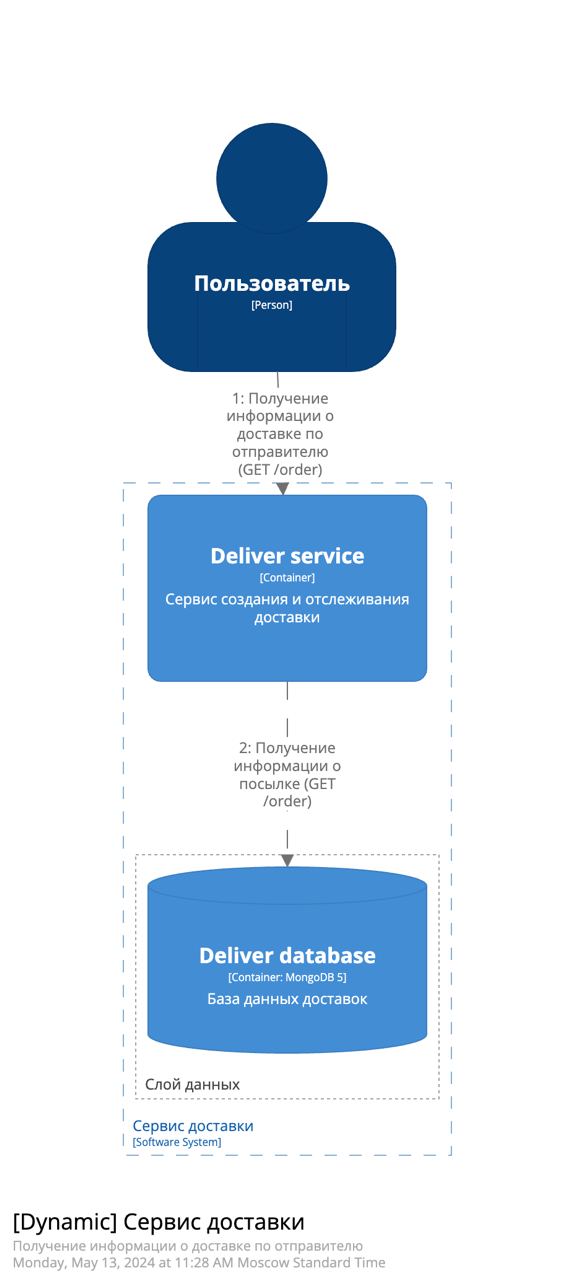 Пользователь
[Person]
1: Получение
информации о
доставке по
отправителю
(GET /order)
Deliver service
[Container]
Сервис создания и отслеживания
доставки
2: Получение
информации о
посылке (GET
/order)
Deliver database
[Container: MongoDB 5]
База данных доставок
Слой данных
Сервис доставки
[Software System]
[Dynamic] Сервис доставки
Получение информации о доставке по отправителю
Monday, May 13, 2024 at 11:28 AM Moscow Standard Time